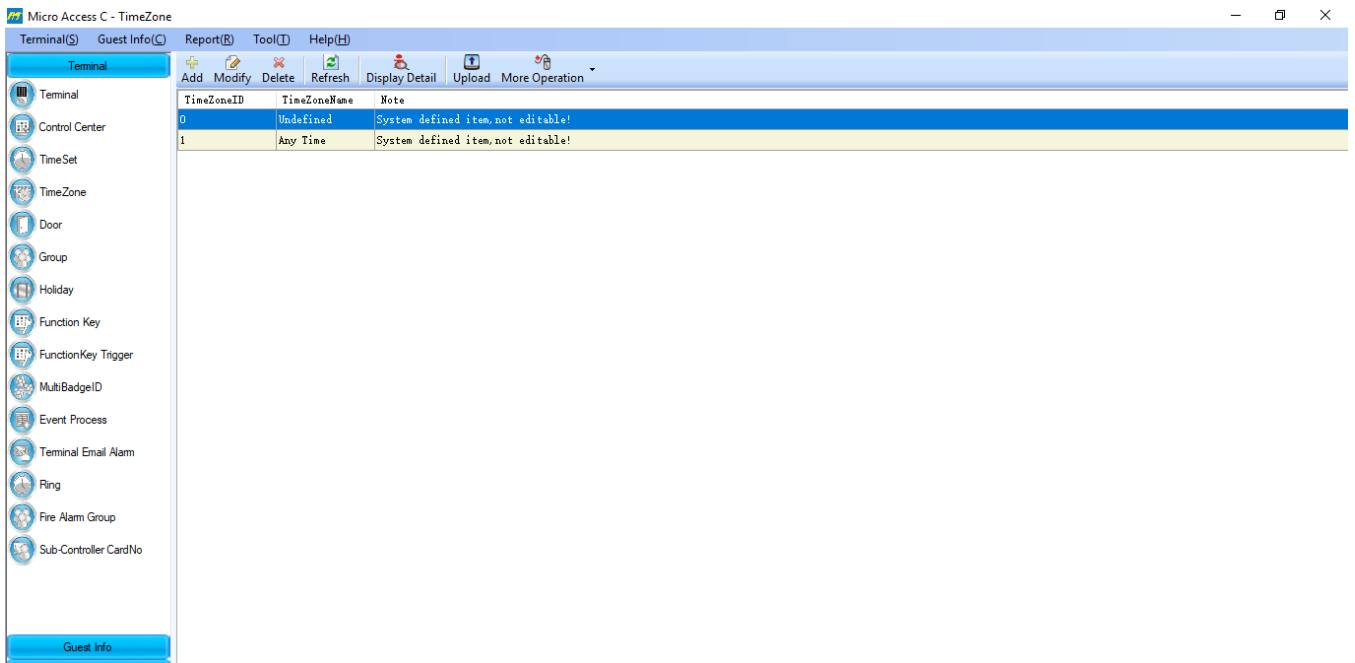 Micro Access C - TimeZone
Terminal(S) Guest Info(C) Report(R) Tool(T) Help(H)
Terminal
Add Modify Delete Refresh Display Detail Upload More Operation
Terminal
Control Center
TimeSet
TimeZone
Door
Group
Holiday
Function Key
FunctionKey Trigger
MultiBadgeID
Event Process
Terminal Email Alarm
Ring
Fire Alarm Group
Sub-Controller CardNo
Guest Info
TimeZoneID TimeZoneName Note
0 Undefined System defined item,not editable!
1 Any Time System defined item,not editable!